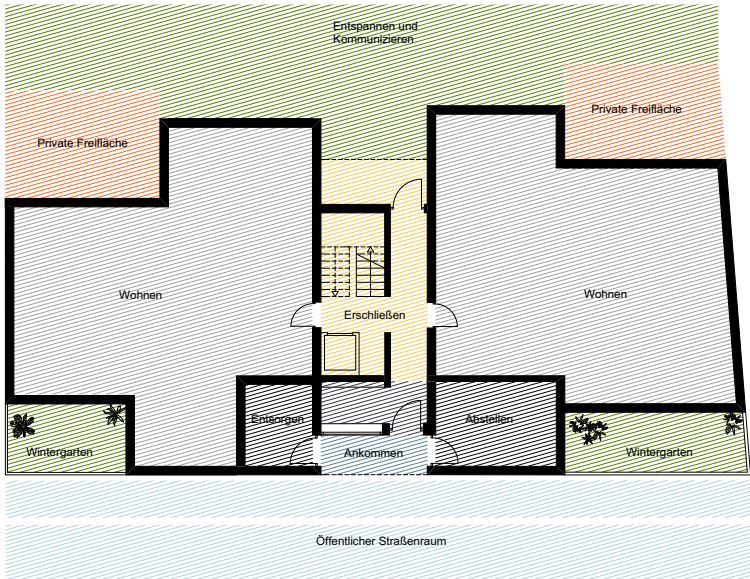 Entspannen und
Kommunizieren
Private Freifläche
Private Freifläche
Wohnen
Wohnen
Erschließen
Entsorgen
Abstellen
Wintergarten
Ankommen
Wintergarten
Öffentlicher Straßenraum